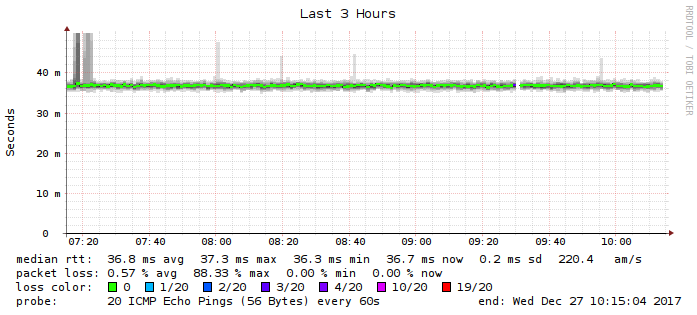 Last 3 Hours
RRDTOOL / TOBI OETIKER
Seconds
40 m
30 m
20 m
10 m
0
07:20 07:40 08:00 08:20 08:40 09:00 09:20 09:40 10:00
median rtt: 36.8 ms avg 37.3 ms max 36.3 ms min 36.7 ms now 0.2 ms sd 220.4 am/s
packet loss: 0.57 % avg 88.33 % max 0.00 % min 0.00 % now
loss color: 0 1/20 2/20 3/20 4/20 10/20 19/20
probe: 20 ICMP Echo Pings (56 Bytes) every 60s end: Wed Dec 27 10:15:04 2017